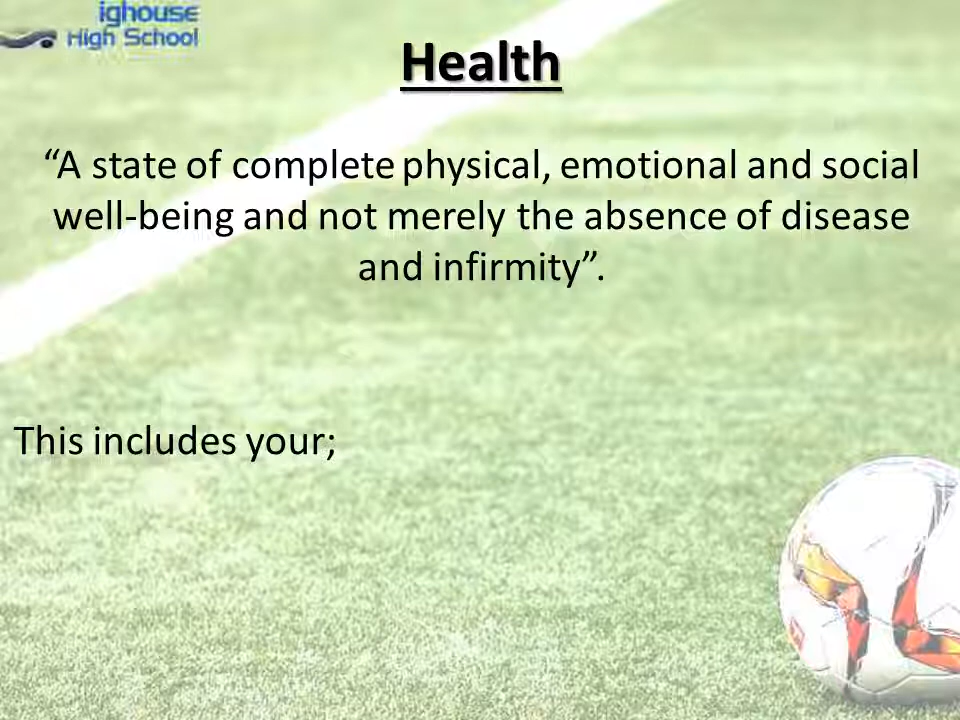 ighouse
High School
Health
“A state of complete physical, emotional and social
well-being and not merely the absence of disease
and infirmity”.
This includes your;